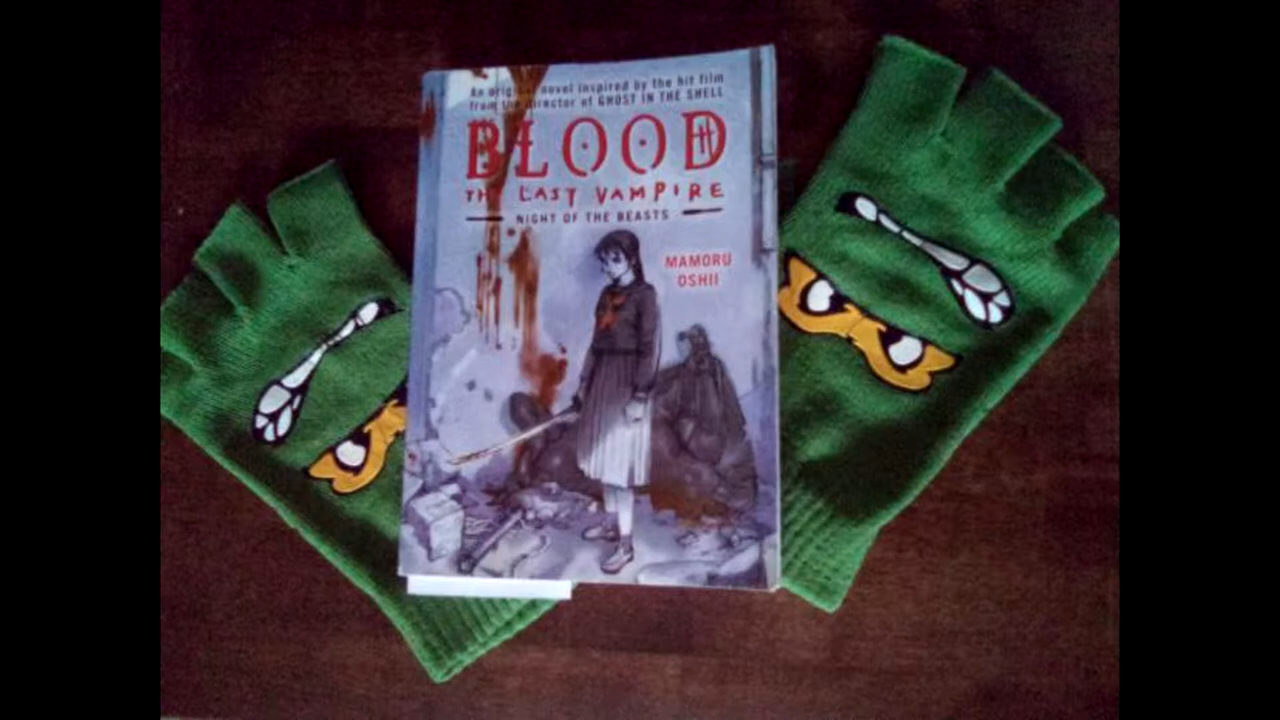 An original novel inspired by the hit film
from the director of GHOST IN THE SHELL
BLOOD
THE LAST VAMPIRE
NIGHT OF THE BEASTS
MAMORU
OSHII